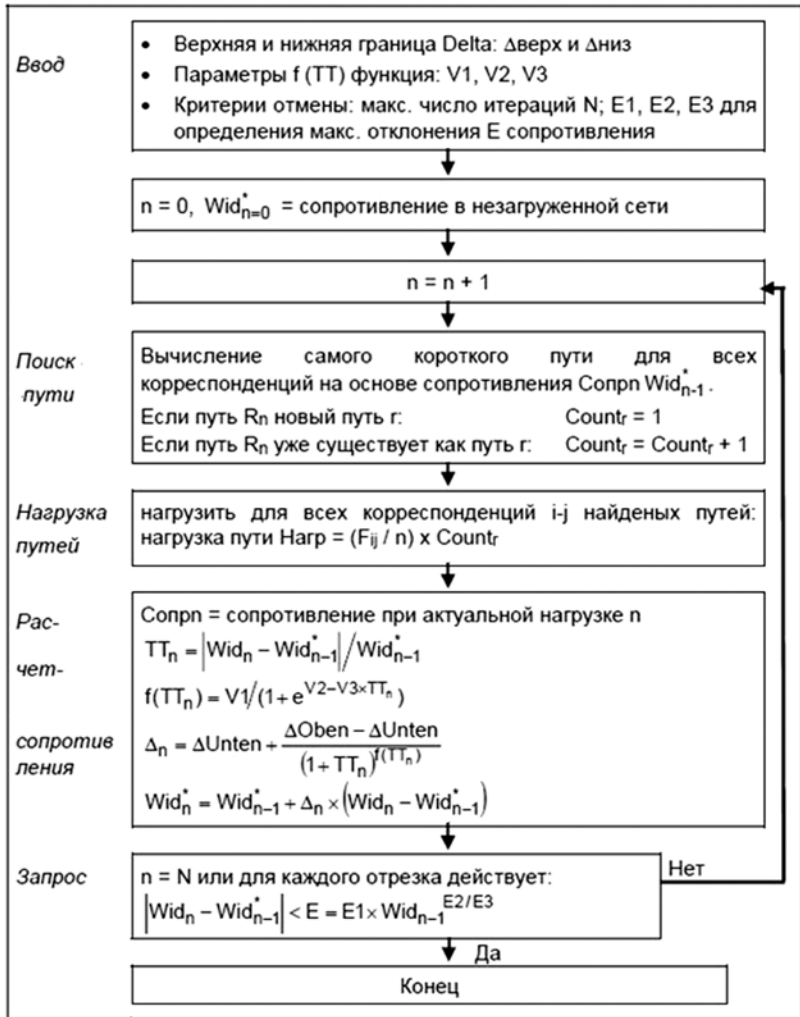 Ввод
• Верхняя и нижняя граница Delta: Δверх и Δниз
• Параметры f (TT) функция: V1, V2, V3
• Критерии отмены: макс. число итераций N; E1, E2, E3 для
определения макс. отклонения E сопротивления
n = 0, Wid*ₙ₌₀ = сопротивление в незагруженной сети
n = n + 1
Поиск
пути
Вычисление самого короткого пути для всех
корреспонденций на основе сопротивления Сопрn Wid*ₙ₋₁.
Если путь Rₙ новый путь r: Countᵣ = 1
Если путь Rₙ уже существует как путь r: Countᵣ = Countᵣ + 1
Нагрузка
путей
нагрузить для всех корреспонденций i-j найденых путей:
нагрузка пути Нагр = (Fᵢⱼ / n) x Countᵣ
Рас-
чет-
сопротив
ления
Сопрn = сопротивление при актуальной нагрузке n
TTₙ = |Widₙ − Wid*ₙ₋₁| / Wid*ₙ₋₁
f(TTₙ) = V1/(1 + e^(V2−V3×TTₙ))
Δₙ = ΔUnten + (ΔOben − ΔUnten) / (1 + TTₙ)^f(TTₙ)
Wid*ₙ = Wid*ₙ₋₁ + Δₙ × (Widₙ − Wid*ₙ₋₁)
Запрос
n = N или для каждого отрезка действует:
|Widₙ − Wid*ₙ₋₁| < E = E1 × Widₙ₋₁^(E2/E3)
Нет
Да
Конец